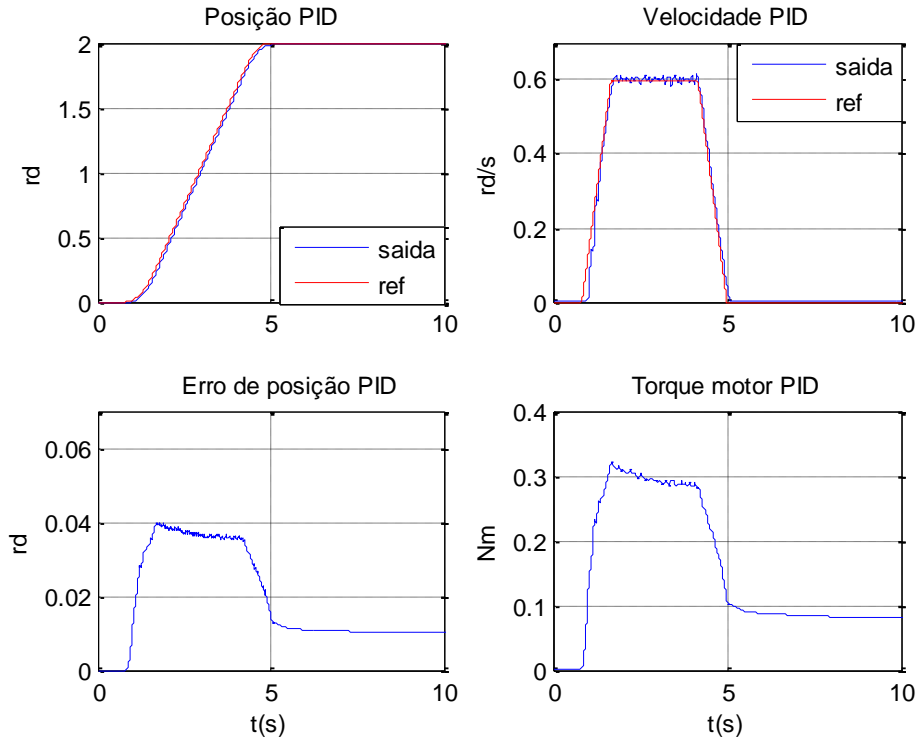 Posição PID
2
1.5
1
0.5
0
rd
saida
ref
0 5 10
Velocidade PID
0.6
0.4
0.2
0
rd/s
saida
ref
0 5 10
Erro de posição PID
0.06
0.04
0.02
0
rd
0 5 10
t(s)
Torque motor PID
0.4
0.3
0.2
0.1
0
Nm
0 5 10
t(s)